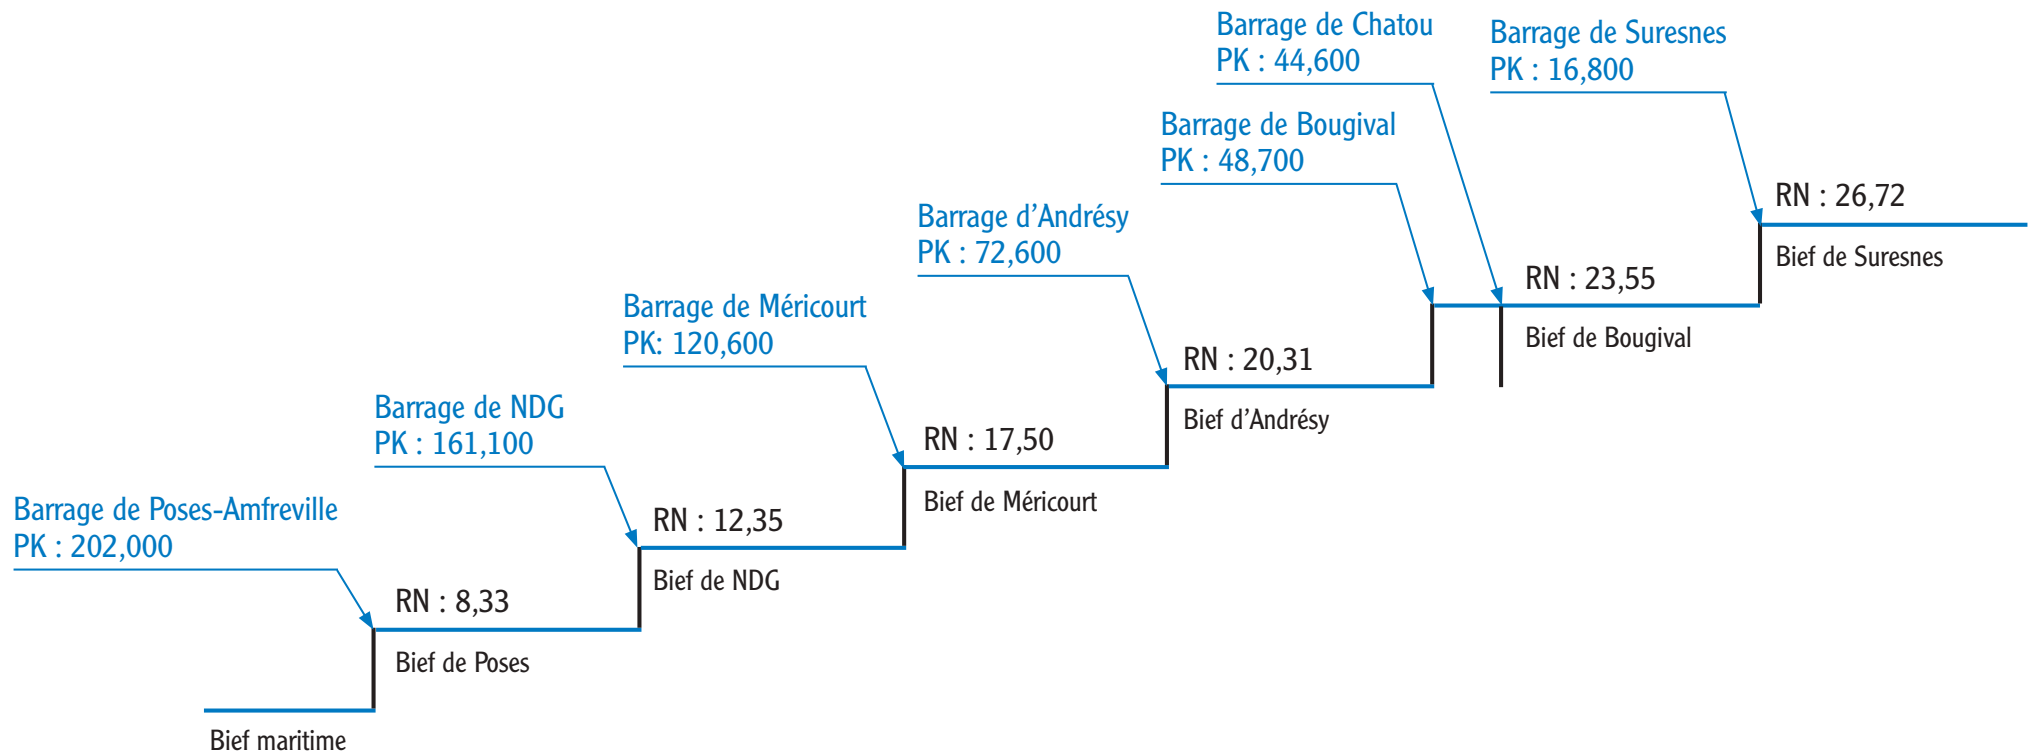 Barrage de Chatou
PK : 44,600
Barrage de Suresnes
PK : 16,800
Barrage de Bougival
PK : 48,700
RN : 26,72
Bief de Suresnes
Barrage d’Andrésy
PK : 72,600
RN : 23,55
Bief de Bougival
Barrage de Méricourt
PK: 120,600
RN : 20,31
Bief d’Andrésy
Barrage de NDG
PK : 161,100
RN : 17,50
Bief de Méricourt
Barrage de Poses-Amfreville
PK : 202,000
RN : 12,35
Bief de NDG
RN : 8,33
Bief de Poses
Bief maritime